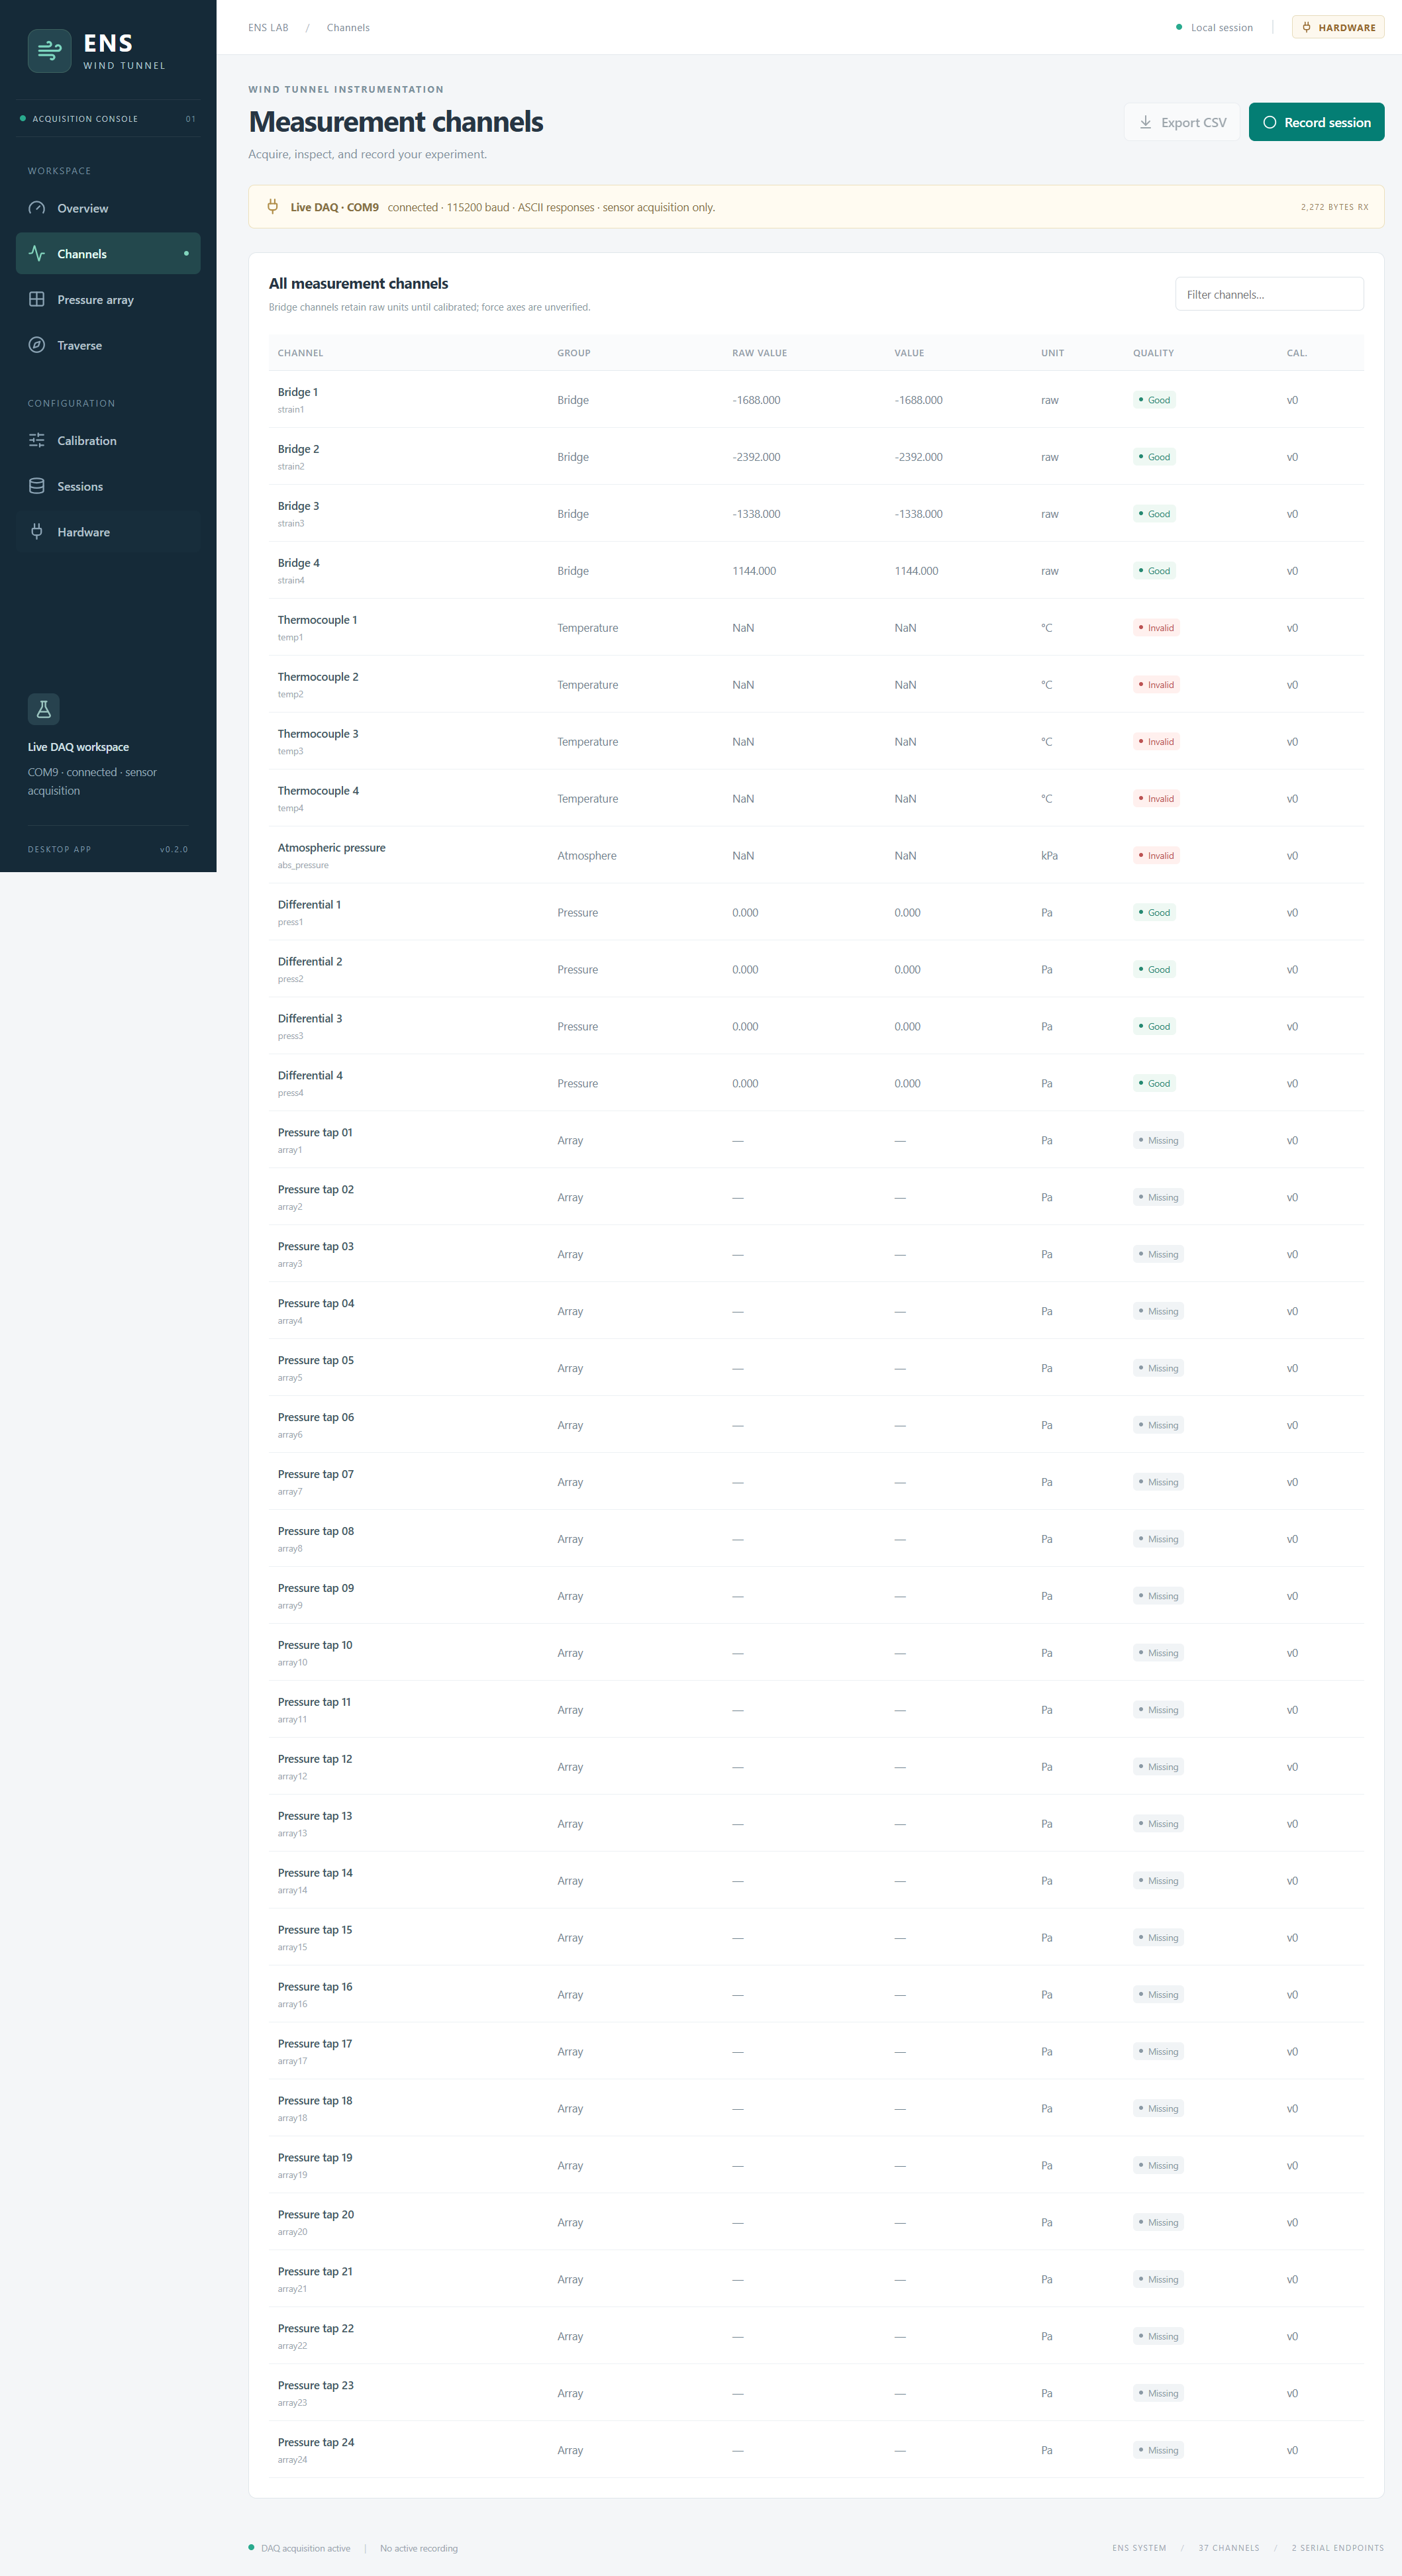 ENS
WIND TUNNEL
ACQUISITION CONSOLE 01
WORKSPACE
Overview
Channels
Pressure array
Traverse
CONFIGURATION
Calibration
Sessions
Hardware
Live DAQ workspace
COM9 · connected · sensor
acquisition
DESKTOP APP v0.2.0
ENS LAB / Channels
Local session
HARDWARE
WIND TUNNEL INSTRUMENTATION
Measurement channels
Acquire, inspect, and record your experiment.
Export CSV
Record session
Live DAQ · COM9 connected · 115200 baud · ASCII responses · sensor acquisition only.
2,272 BYTES RX
All measurement channels
Bridge channels retain raw units until calibrated; force axes are unverified.
Filter channels...
CHANNEL GROUP RAW VALUE VALUE UNIT QUALITY CAL.
Bridge 1
strain1
Bridge -1688.000 -1688.000 raw Good v0
Bridge 2
strain2
Bridge -2392.000 -2392.000 raw Good v0
Bridge 3
strain3
Bridge -1338.000 -1338.000 raw Good v0
Bridge 4
strain4
Bridge 1144.000 1144.000 raw Good v0
Thermocouple 1
temp1
Temperature NaN NaN °C Invalid v0
Thermocouple 2
temp2
Temperature NaN NaN °C Invalid v0
Thermocouple 3
temp3
Temperature NaN NaN °C Invalid v0
Thermocouple 4
temp4
Temperature NaN NaN °C Invalid v0
Atmospheric pressure
abs_pressure
Atmosphere NaN NaN kPa Invalid v0
Differential 1
press1
Pressure 0.000 0.000 Pa Good v0
Differential 2
press2
Pressure 0.000 0.000 Pa Good v0
Differential 3
press3
Pressure 0.000 0.000 Pa Good v0
Differential 4
press4
Pressure 0.000 0.000 Pa Good v0
Pressure tap 01
array1
Array — — Pa Missing v0
Pressure tap 02
array2
Array — — Pa Missing v0
Pressure tap 03
array3
Array — — Pa Missing v0
Pressure tap 04
array4
Array — — Pa Missing v0
Pressure tap 05
array5
Array — — Pa Missing v0
Pressure tap 06
array6
Array — — Pa Missing v0
Pressure tap 07
array7
Array — — Pa Missing v0
Pressure tap 08
array8
Array — — Pa Missing v0
Pressure tap 09
array9
Array — — Pa Missing v0
Pressure tap 10
array10
Array — — Pa Missing v0
Pressure tap 11
array11
Array — — Pa Missing v0
Pressure tap 12
array12
Array — — Pa Missing v0
Pressure tap 13
array13
Array — — Pa Missing v0
Pressure tap 14
array14
Array — — Pa Missing v0
Pressure tap 15
array15
Array — — Pa Missing v0
Pressure tap 16
array16
Array — — Pa Missing v0
Pressure tap 17
array17
Array — — Pa Missing v0
Pressure tap 18
array18
Array — — Pa Missing v0
Pressure tap 19
array19
Array — — Pa Missing v0
Pressure tap 20
array20
Array — — Pa Missing v0
Pressure tap 21
array21
Array — — Pa Missing v0
Pressure tap 22
array22
Array — — Pa Missing v0
Pressure tap 23
array23
Array — — Pa Missing v0
Pressure tap 24
array24
Array — — Pa Missing v0
DAQ acquisition active | No active recording
ENS SYSTEM / 37 CHANNELS / 2 SERIAL ENDPOINTS